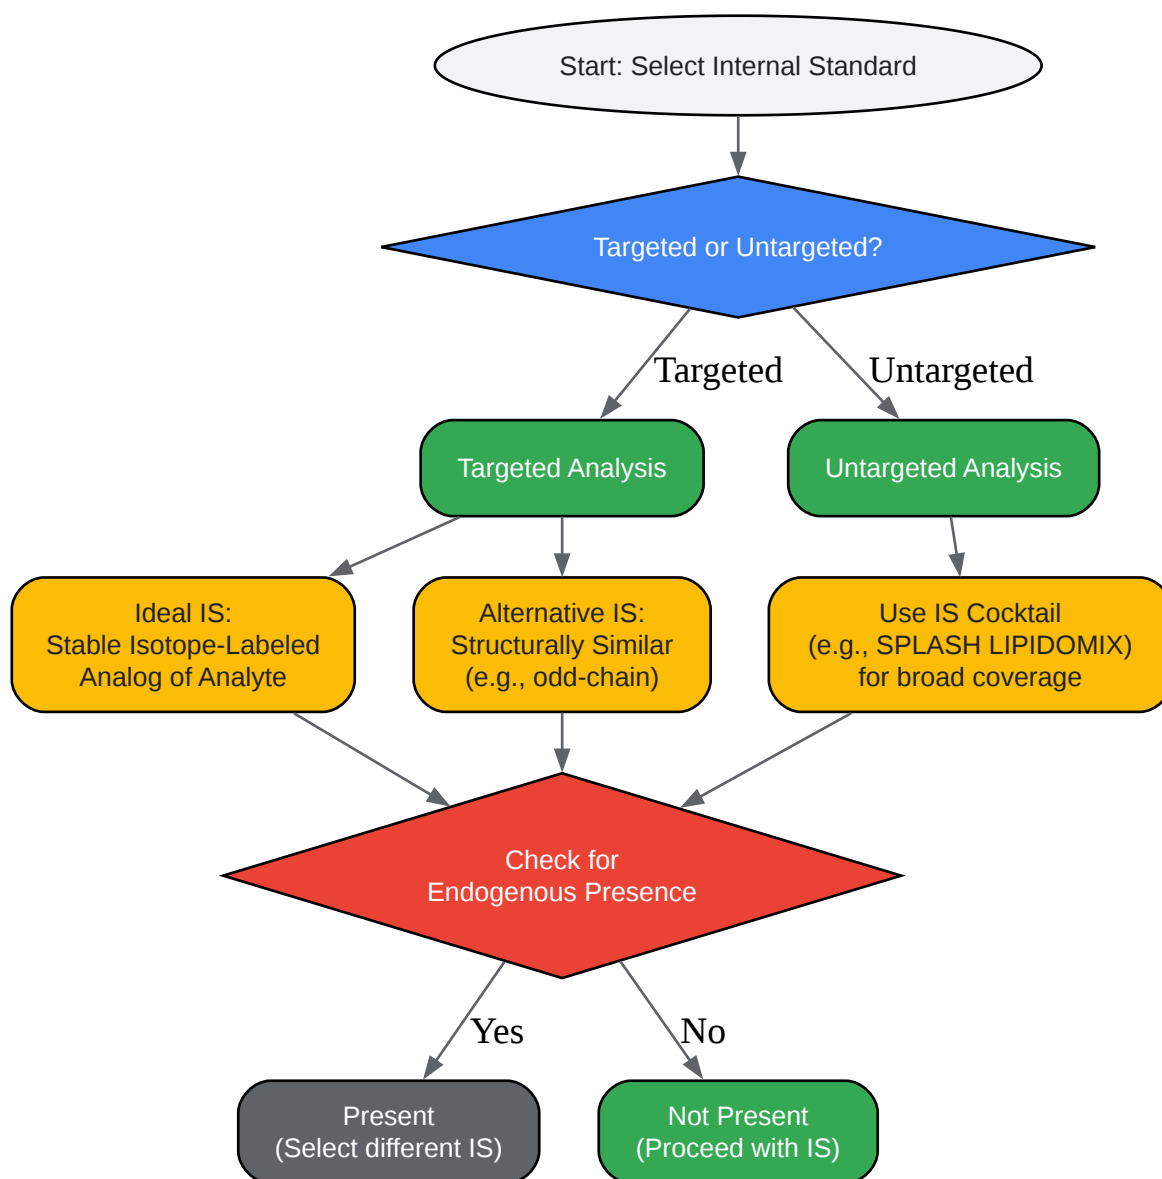 Start: Select Internal Standard
Targeted or Untargeted?
Targeted
Untargeted
Targeted Analysis
Untargeted Analysis
Ideal IS:
Stable Isotope-Labeled
Analog of Analyte
Alternative IS:
Structurally Similar
(e.g., odd-chain)
Use IS Cocktail
(e.g., SPLASH LIPIDOMIX)
for broad coverage
Check for
Endogenous Presence
Yes
No
Present
(Select different IS)
Not Present
(Proceed with IS)